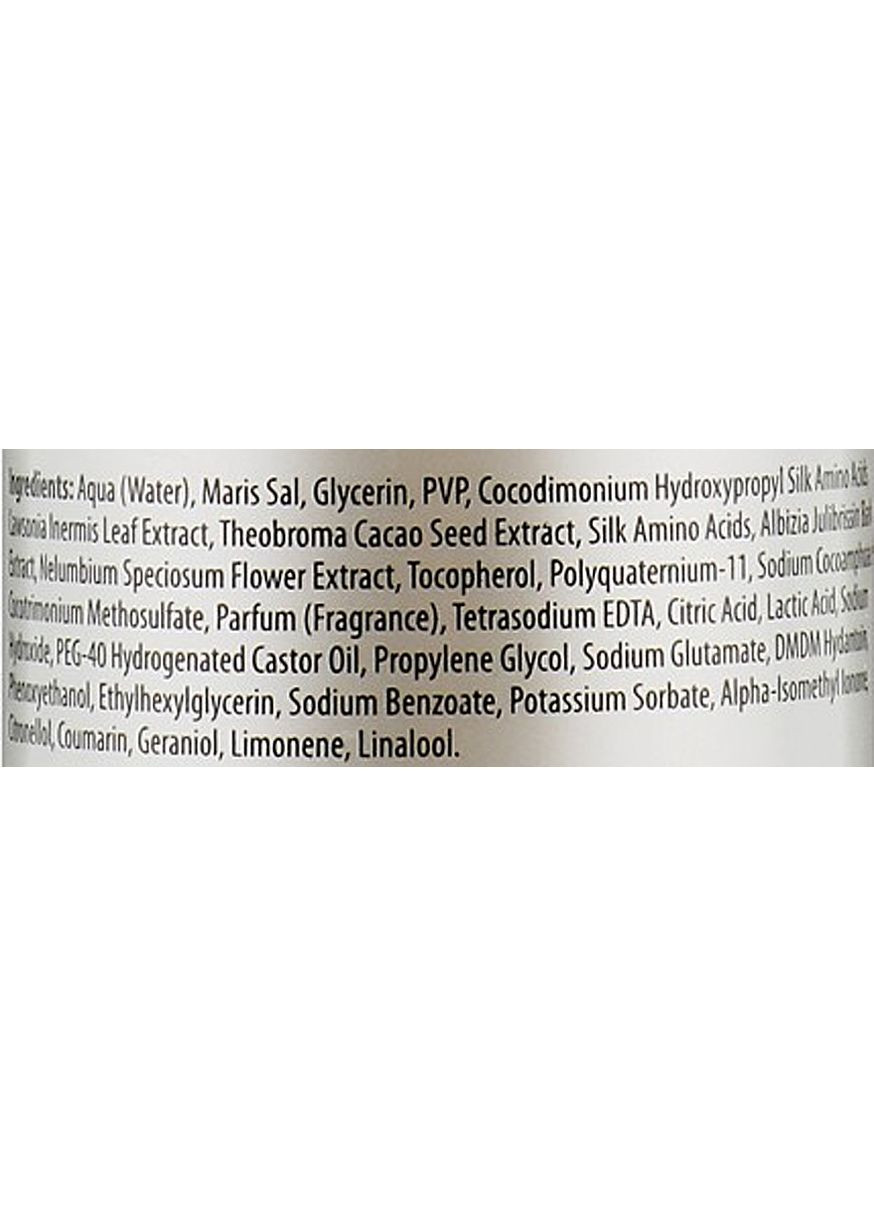 Ingredients: Aqua (Water), Maris Sal, Glycerin, PVP, Cocodimonium Hydroxypropyl Silk Amino Acids
Lawsonia Inermis Leaf Extract, Theobroma Cacao Seed Extract, Silk Amino Acids, Albizia Julibrissin Bark
Extract, Nelumbium Speciosum Flower Extract, Tocopherol, Polyquaternium-11, Sodium
Methosulfate, Parfum (Fragrance), Tetrasodium EDTA, Citric Acid, Lactic Acid, Sodium
Hydroxide, PEG-40 Hydrogenated Castor Oil, Propylene Glycol, Sodium Glutamate, DMDM Hydantoin
Phenoxyethanol, Ethylhexylglycerin, Sodium Benzoate, Potassium Sorbate, Alpha-Isomethyl Ionone
Citronellol, Coumarin, Geraniol, Limonene, Linalool.